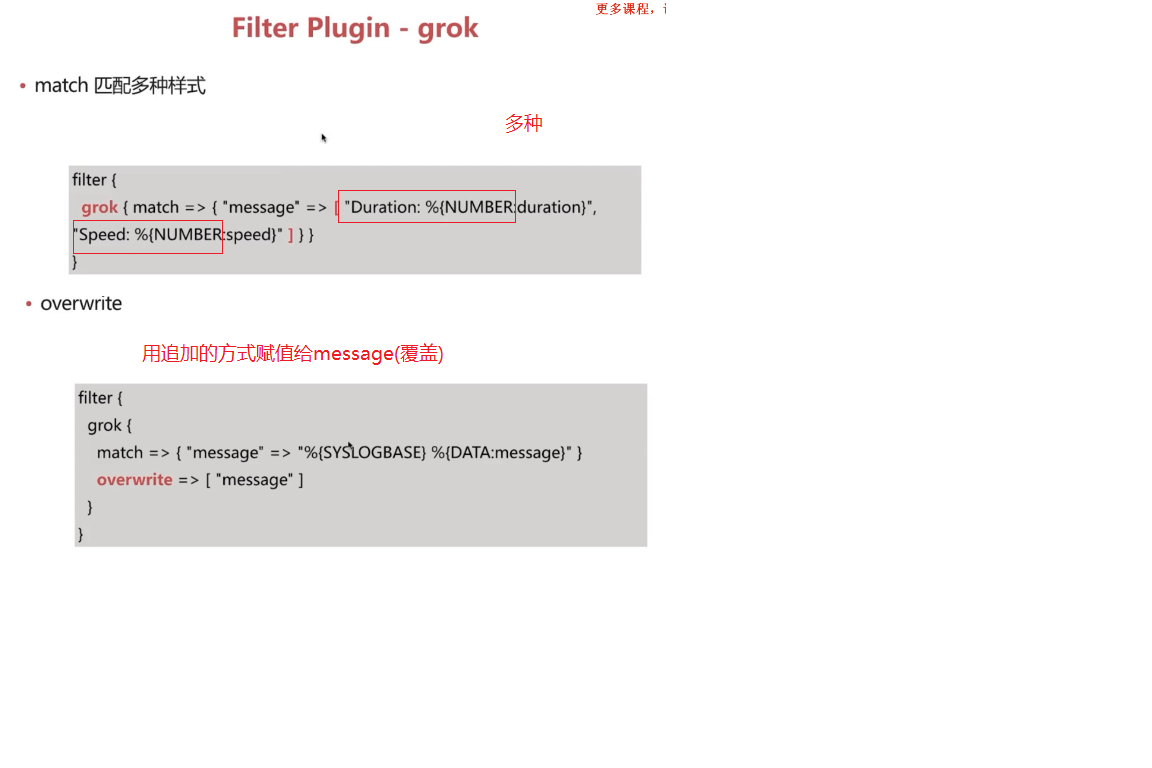 更多课程，
Filter Plugin - grok
• match 匹配多种样式
多种
filter {
grok { match => { "message" => [ "Duration: %{NUMBER:duration}",
"Speed: %{NUMBER:speed}" ] } }
}
• overwrite
用追加的方式赋值给message(覆盖)
filter {
grok {
match => { "message" => "%{SYSLOGBASE} %{DATA:message}" }
overwrite => [ "message" ]
}
}